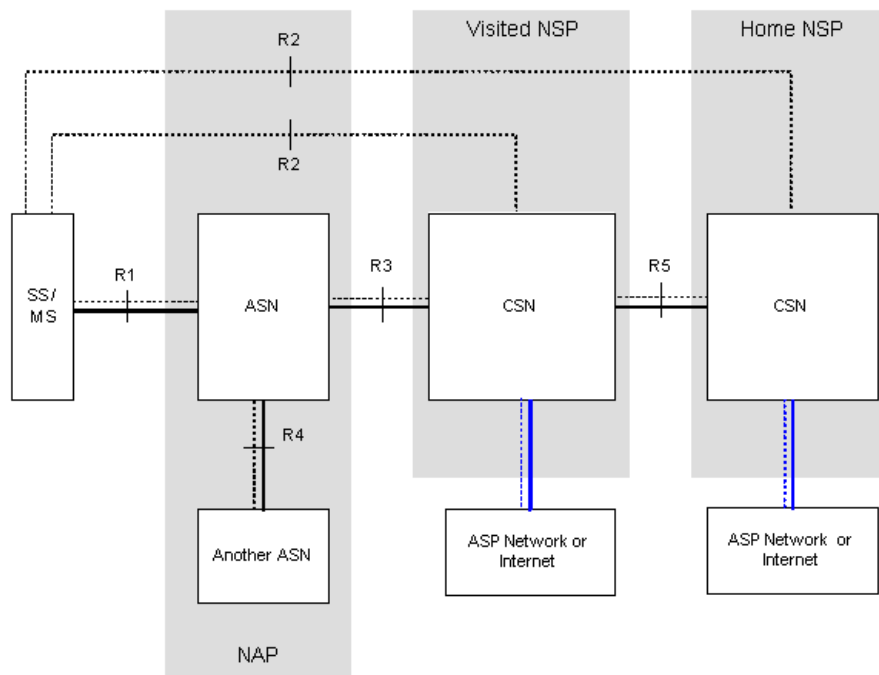 Visited NSP
Home NSP
R2
R2
R1
R3
R5
SS/
MS
ASN
CSN
CSN
R4
Another ASN
ASP Network or
Internet
ASP Network or
Internet
NAP